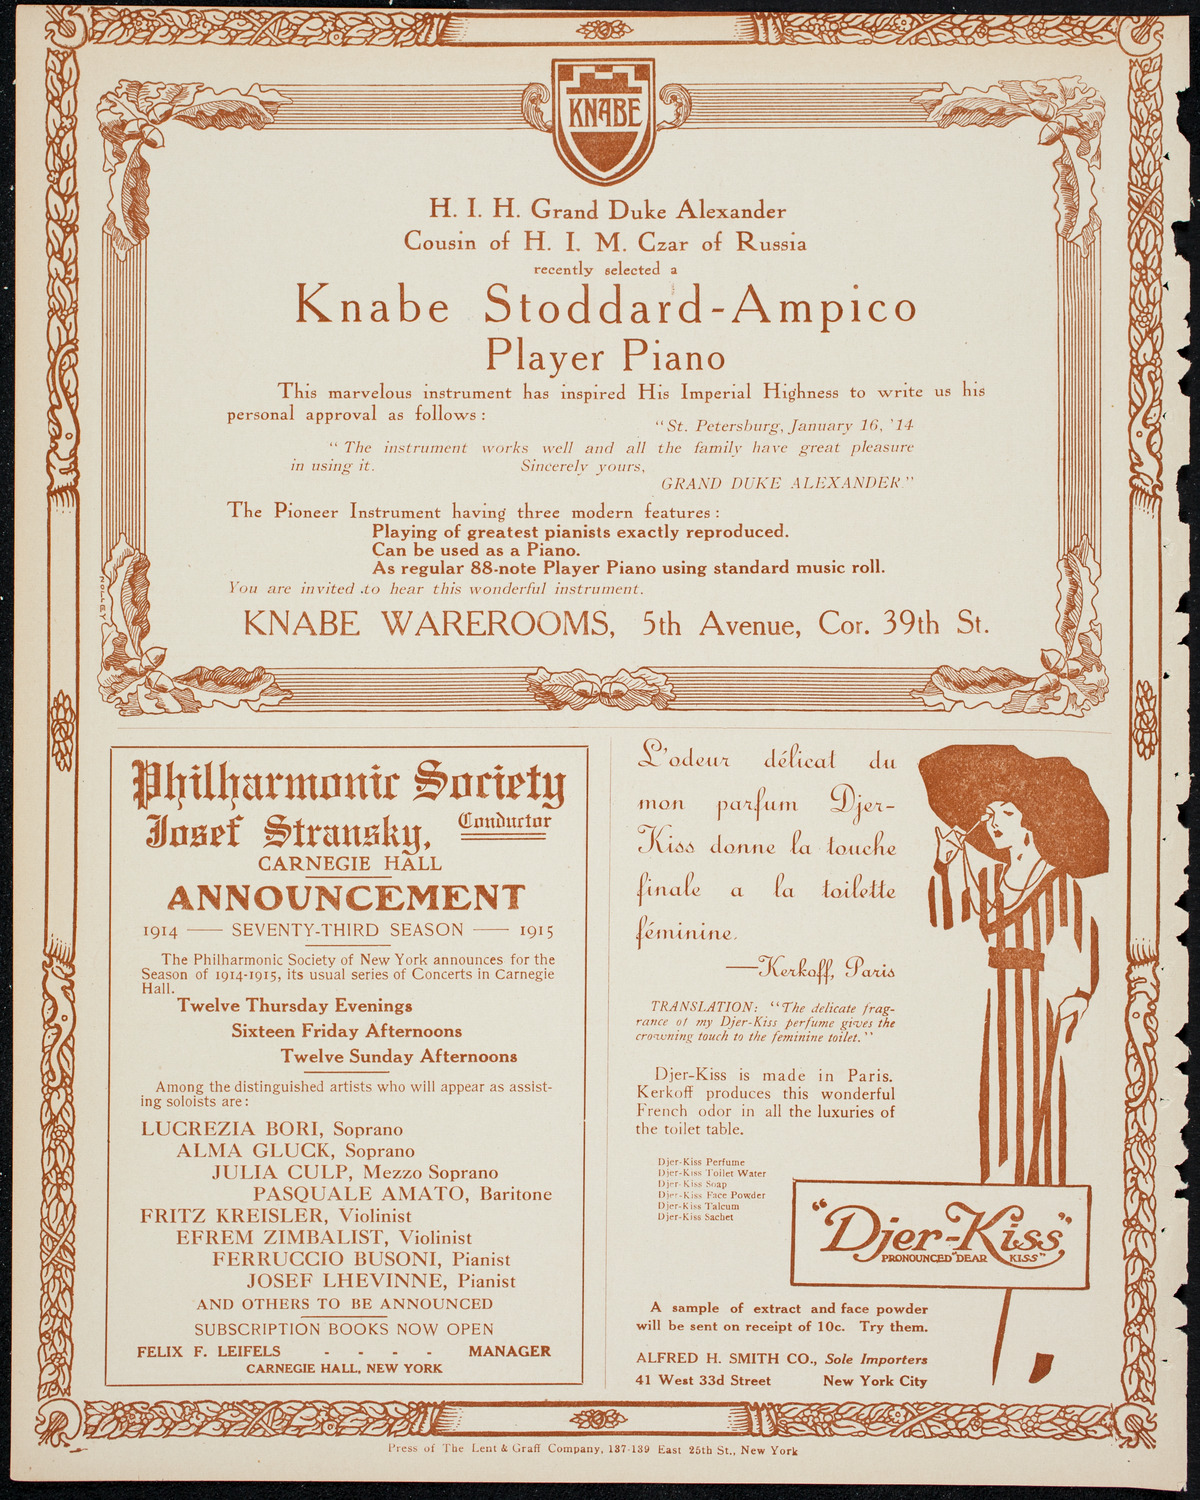 KNABE
H. I. H. Grand Duke Alexander
Cousin of H. I. M. Czar of Russia
recently selected a
Knabe Stoddard-Ampico
Player Piano
This marvelous instrument has inspired His Imperial Highness to write us his
personal approval as follows:
"St. Petersburg, January 16, '14
"The instrument works well and all the family have great pleasure
in using it. Sincerely yours,
GRAND DUKE ALEXANDER."
The Pioneer Instrument having three modern features:
Playing of greatest pianists exactly reproduced.
Can be used as a Piano.
As regular 88-note Player Piano using standard music roll.
You are invited to hear this wonderful instrument.
KNABE WAREROOMS, 5th Avenue, Cor. 39th St.
Philharmonic Society
Josef Stransky, Conductor
CARNEGIE HALL
ANNOUNCEMENT
1914 — SEVENTY-THIRD SEASON — 1915
The Philharmonic Society of New York announces for the
Season of 1914-1915, its usual series of Concerts in Carnegie
Hall.
Twelve Thursday Evenings
Sixteen Friday Afternoons
Twelve Sunday Afternoons
Among the distinguished artists who will appear as assist-
ing soloists are:
LUCREZIA BORI, Soprano
ALMA GLUCK, Soprano
JULIA CULP, Mezzo Soprano
PASQUALE AMATO, Baritone
FRITZ KREISLER, Violinist
EFREM ZIMBALIST, Violinist
FERRUCCIO BUSONI, Pianist
JOSEF LHEVINNE, Pianist
AND OTHERS TO BE ANNOUNCED
SUBSCRIPTION BOOKS NOW OPEN
FELIX F. LEIFELS - - - - MANAGER
CARNEGIE HALL, NEW YORK
L'odeur délicat du
mon parfum Djer-
Kiss donne la touche
finale a la toilette
féminine.
—Kerkoff, Paris
TRANSLATION: "The delicate frag-
rance of my Djer-Kiss perfume gives the
crowning touch to the feminine toilet."
Djer-Kiss is made in Paris.
Kerkoff produces this wonderful
French odor in all the luxuries of
the toilet table.
Djer-Kiss Perfume
Djer-Kiss Toilet Water
Djer-Kiss Soap
Djer-Kiss Face Powder
Djer-Kiss Talcum
Djer-Kiss Sachet
"Djer-Kiss"
PRONOUNCED "DEAR KISS"
A sample of extract and face powder
will be sent on receipt of 10c. Try them.
ALFRED H. SMITH CO., Sole Importers
41 West 33d Street New York City
Press of The Lent & Graff Company, 137-139 East 25th St., New York